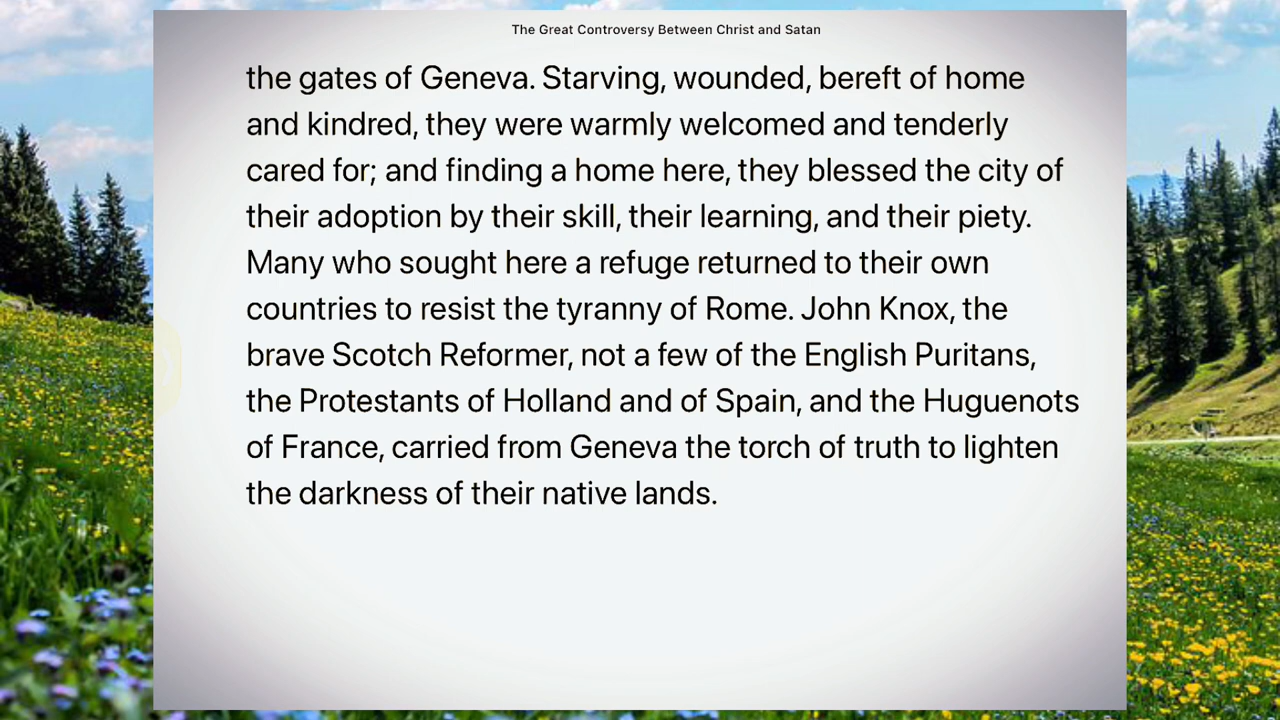 The Great Controversy Between Christ and Satan
the gates of Geneva. Starving, wounded, bereft of home
and kindred, they were warmly welcomed and tenderly
cared for; and finding a home here, they blessed the city of
their adoption by their skill, their learning, and their piety.
Many who sought here a refuge returned to their own
countries to resist the tyranny of Rome. John Knox, the
brave Scotch Reformer, not a few of the English Puritans,
the Protestants of Holland and of Spain, and the Huguenots
of France, carried from Geneva the torch of truth to lighten
the darkness of their native lands.